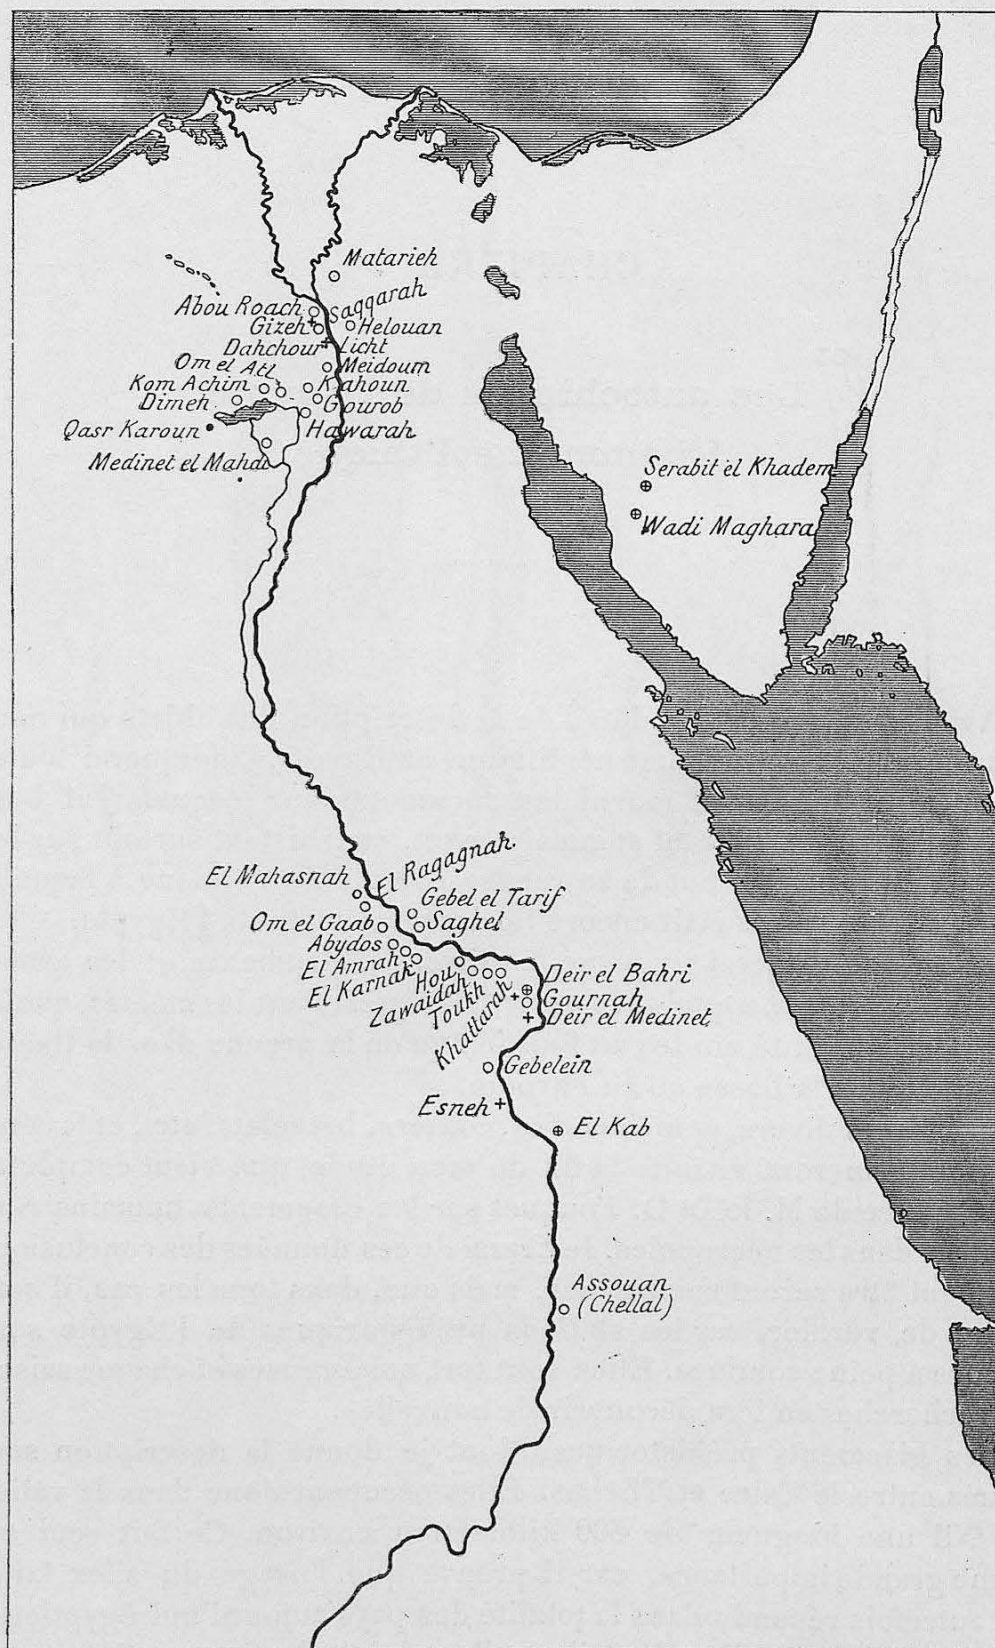 Matarieh
Abou Roach
Saqqarah
Gizeh
Helouan
Dahchour
Licht
Om el Atl
Meidoum
Kom Achim
Kahoun
Dimeh
Gourob
Qasr Karoun
Hawarah
Medinet el Mahdi
Serabit el Khadem
Wadi Maghara
El Mahasnah
El Ragagnah
Gebel el Tarif
Om el Gaab
Saghel
Abydos
El Amrah
El Karnak
Hou
Zawaidah
Toukh
Khattarah
Deir el Bahri
Gournah
Deir el Medinet
Gebelein
Esneh
El Kab
Assouan
(Chellal)